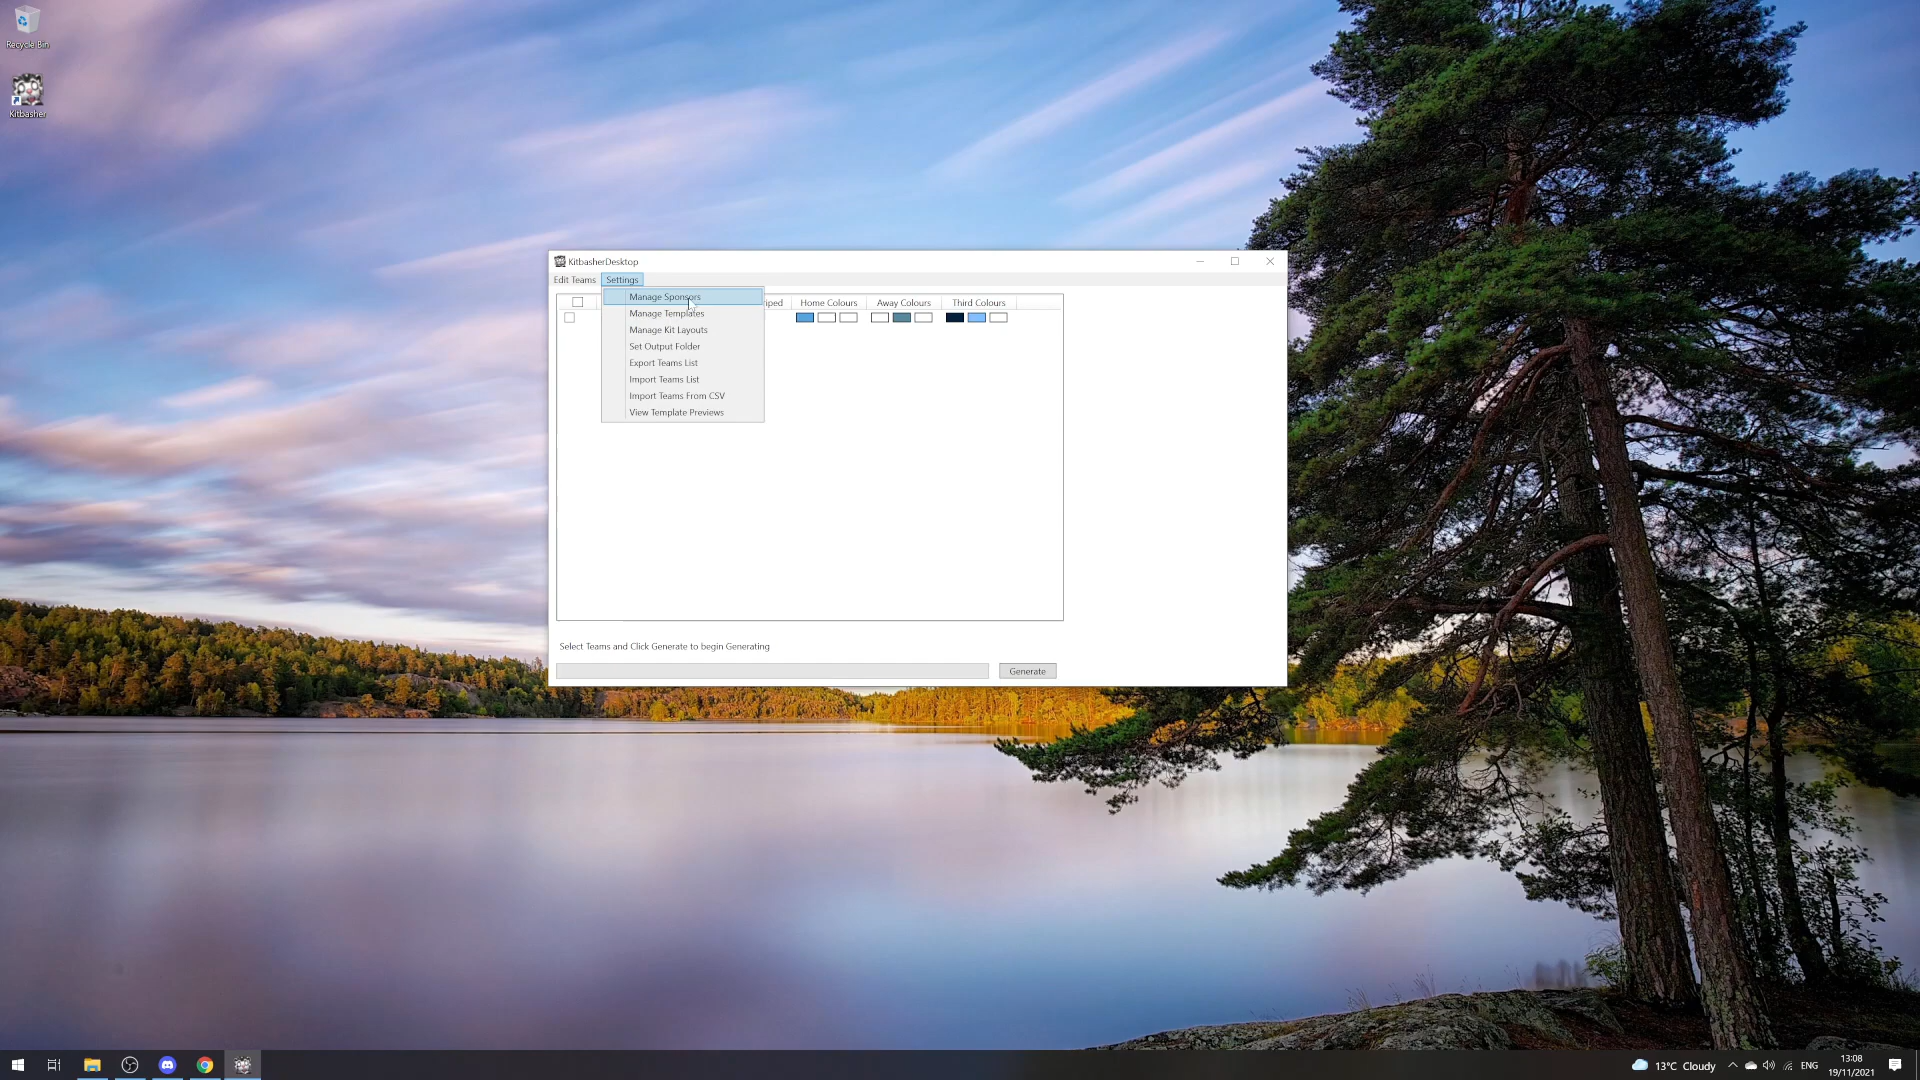 Recycle Bin
Kitbasher
KitbasherDesktop
Edit Teams Settings
Manage Sponsors
Manage Templates
Manage Kit Layouts
Set Output Folder
Export Teams List
Import Teams List
Import Teams From CSV
View Template Previews
iped Home Colours Away Colours Third Colours
Select Teams and Click Generate to begin Generating
Generate
13°C Cloudy
ENG
13:08
19/11/2021